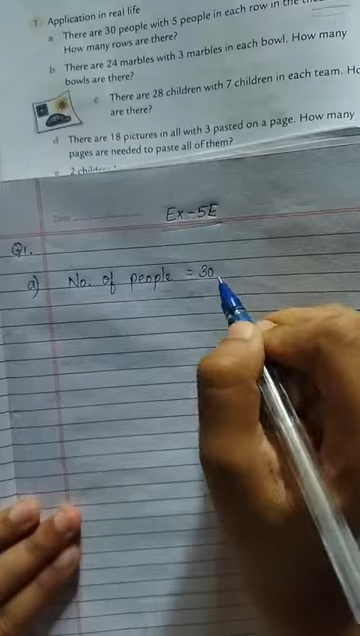 1 Application in real life
a There are 30 people with 5 people in each row in the
How many rows are there?
b There are 24 marbles with 3 marbles in each bowl. How many
bowls are there?
c There are 28 children with 7 children in each team. Ho
are there?
d There are 18 pictures in all with 3 pasted on a page. How many
pages are needed to paste all of them?
e 2
Date
Ex-5E
Q1.
a) No. of people = 30